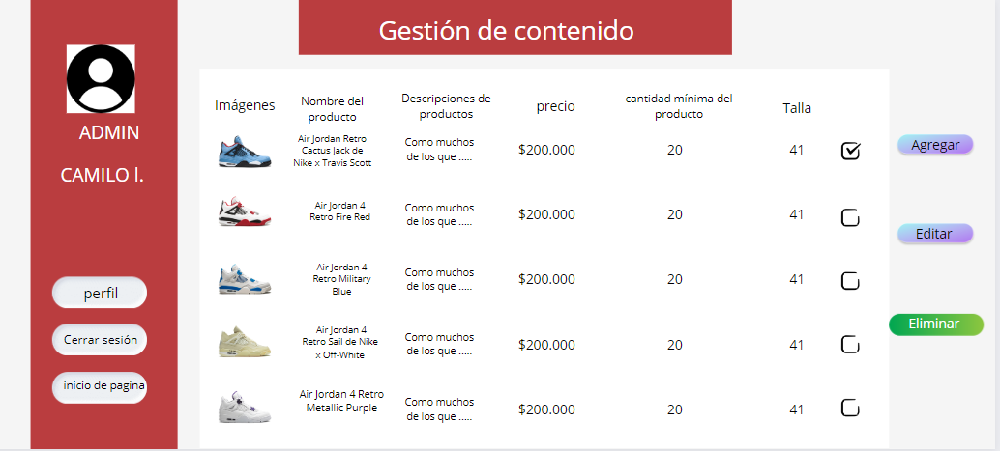 Gestión de contenido
ADMIN
CAMILO l.
perfil
Cerrar sesión
inicio de pagina
Imágenes
Nombre del
producto
Descripciones de
productos
precio
cantidad mínima del
producto
Talla
Air Jordan Retro
Cactus Jack de
Nike x Travis Scott
Como muchos
de los que .....
$200.000
20
41
Air Jordan 4
Retro Fire Red
Como muchos
de los que .....
$200.000
20
41
Air Jordan 4
Retro Military
Blue
Como muchos
de los que .....
$200.000
20
41
Air Jordan 4
Retro Sail de Nike
x Off-White
Como muchos
de los que .....
$200.000
20
41
Air Jordan 4 Retro
Metallic Purple
Como muchos
de los que .....
$200.000
20
41
Agregar
Editar
Eliminar